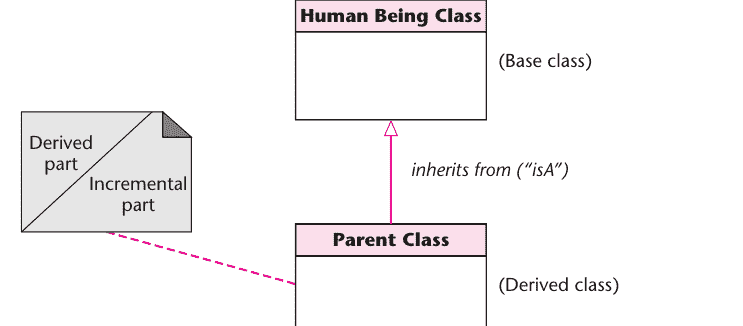 Human Being Class
(Base class)
Derived
part
Incremental
part
inherits from (“isA”)
Parent Class
(Derived class)